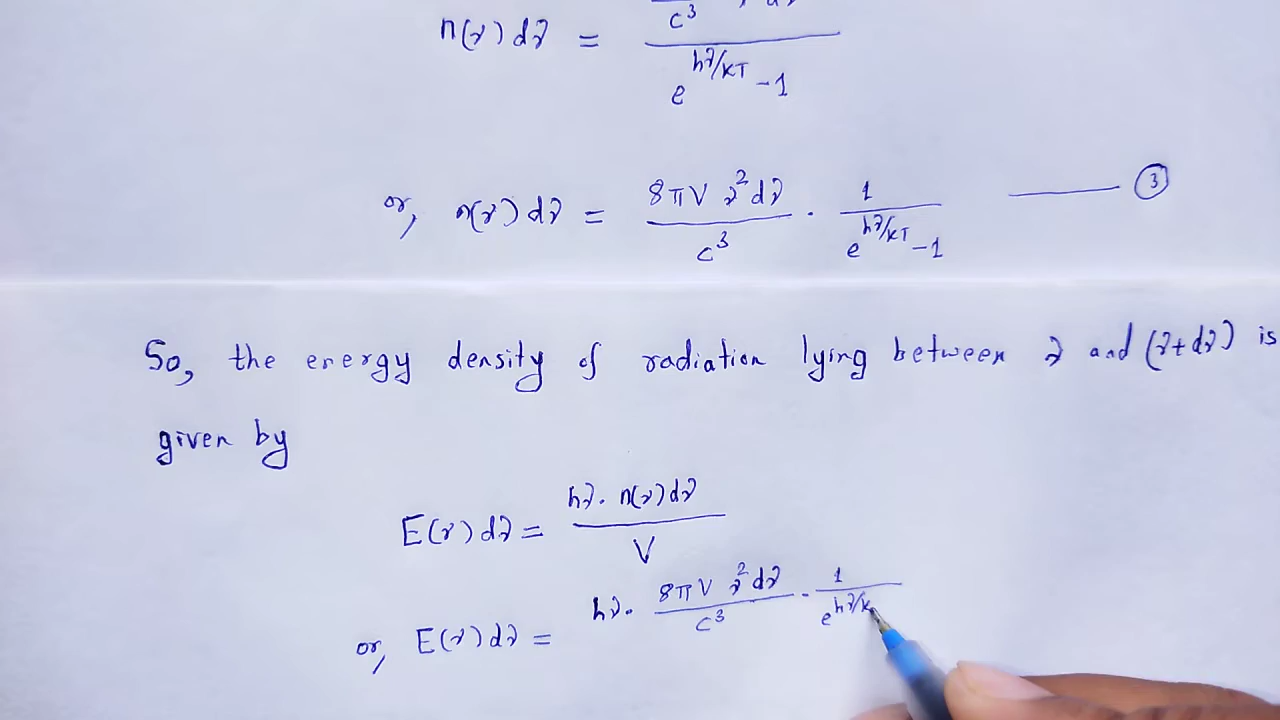 n(ν) dν = c³ / e^(hν/KT) - 1
or, n(ν) dν = 8πV ν² dν / c³ · 1 / e^(hν/KT) - 1 —— ③
So, the energy density of radiation lying between ν and (ν + dν) is
given by
E(ν) dν = hν · n(ν) dν / V
or, E(ν) dν = hν · 8πV ν² dν / c³ · 1 / e^(hν/K